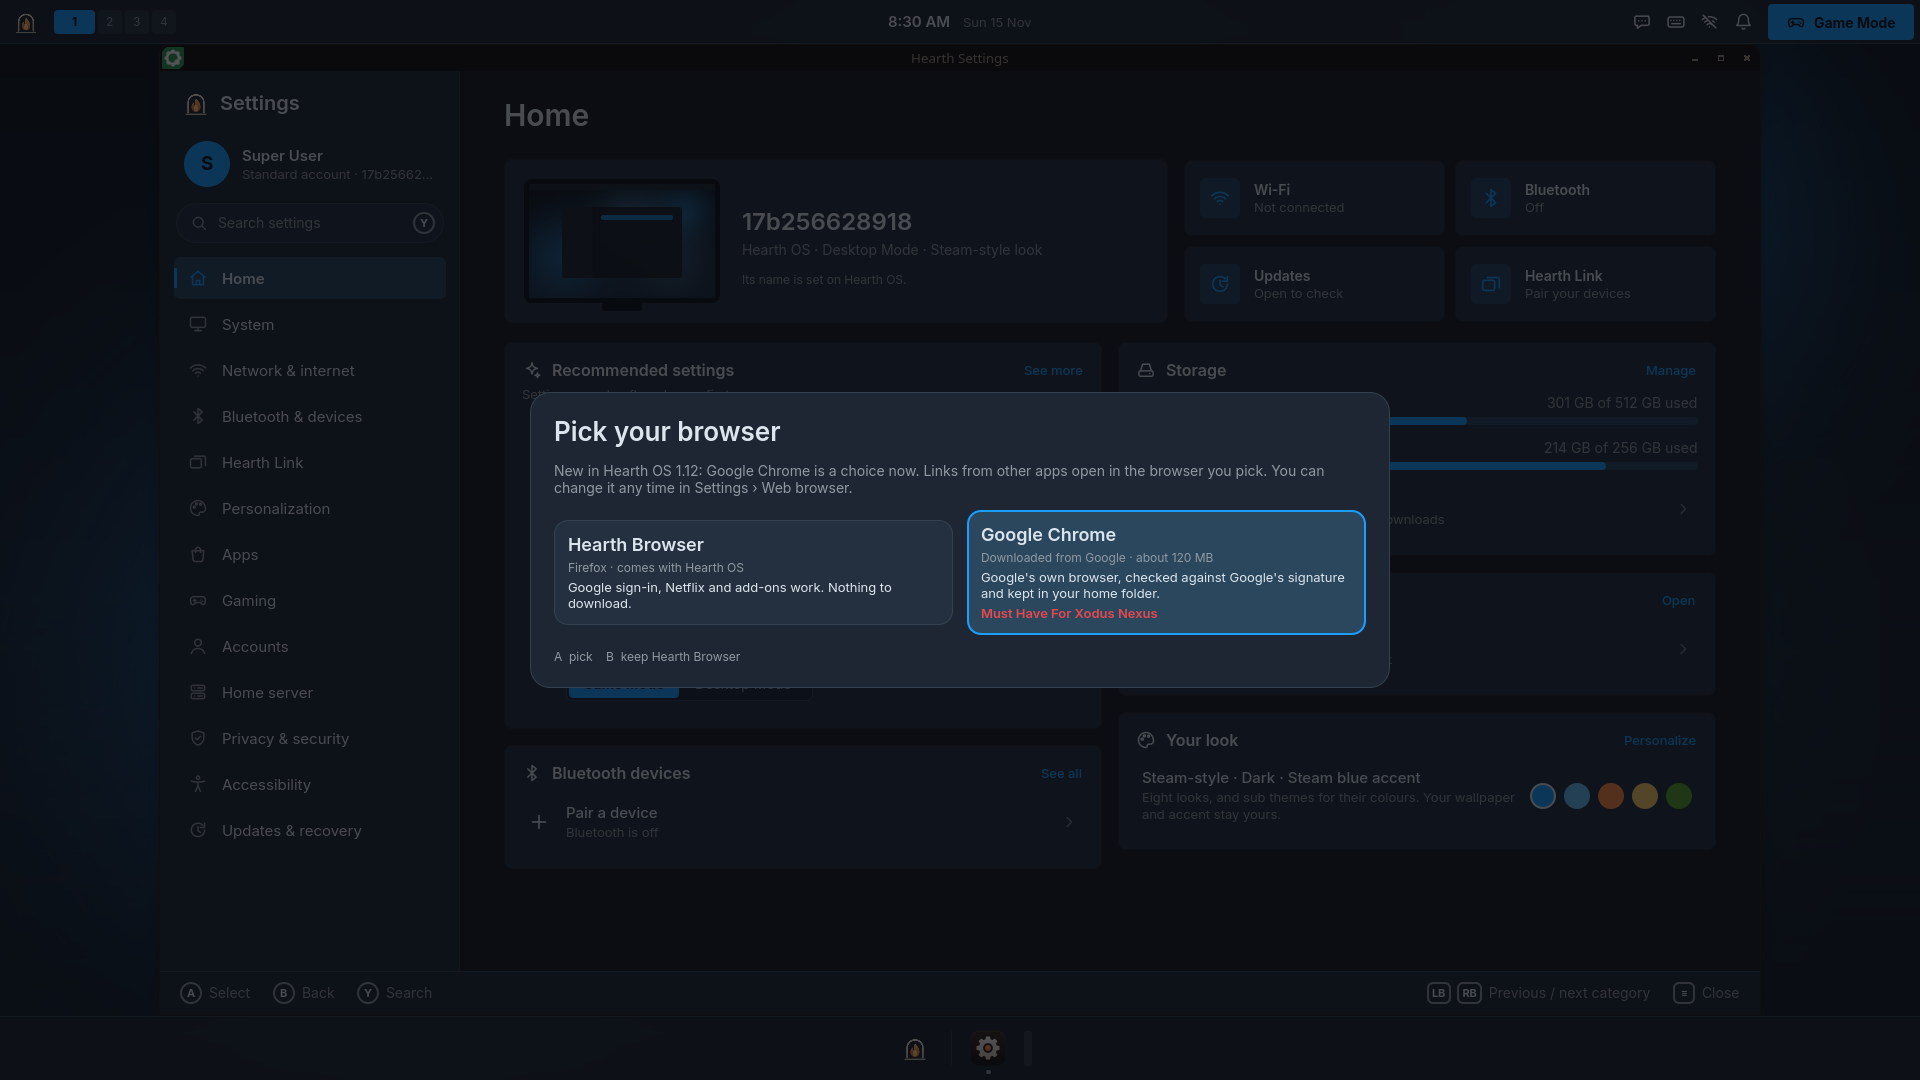 1 2 3 4
8:30 AM Sun 15 Nov
Game Mode
Hearth Settings
Settings
S
Super User
Standard account · 17b25662...
Search settings
Y
Home
System
Network & internet
Bluetooth & devices
Hearth Link
Personalization
Apps
Gaming
Accounts
Home server
Privacy & security
Accessibility
Updates & recovery
Home
17b256628918
Hearth OS · Desktop Mode · Steam-style look
Its name is set on Hearth OS.
Wi-Fi
Not connected
Bluetooth
Off
Updates
Open to check
Hearth Link
Pair your devices
Recommended settings
See more
Storage
Manage
301 GB of 512 GB used
214 GB of 256 GB used
Open
Pick your browser
New in Hearth OS 1.12: Google Chrome is a choice now. Links from other apps open in the browser you pick. You can
change it any time in Settings › Web browser.
Hearth Browser
Firefox · comes with Hearth OS
Google sign-in, Netflix and add-ons work. Nothing to
download.
Google Chrome
Downloaded from Google · about 120 MB
Google's own browser, checked against Google's signature
and kept in your home folder.
Must Have For Xodus Nexus
A pick B keep Hearth Browser
Bluetooth devices
See all
Pair a device
Bluetooth is off
Your look
Personalize
Steam-style · Dark · Steam blue accent
Eight looks, and sub themes for their colours. Your wallpaper
and accent stay yours.
A Select B Back Y Search
LB RB Previous / next category ≡ Close